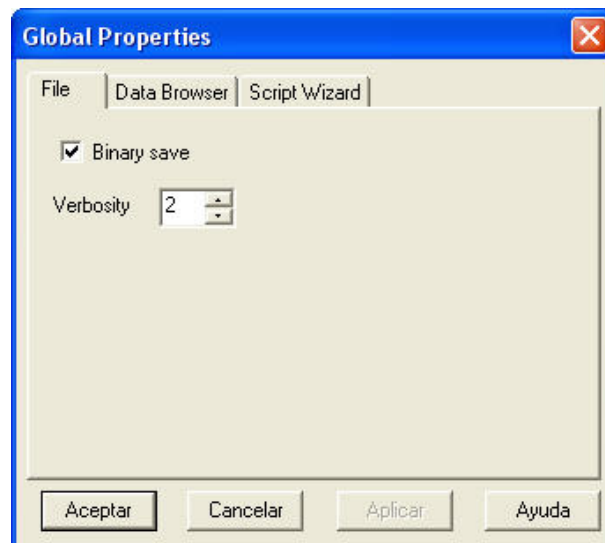 Global Properties
File Data Browser Script Wizard
Binary save
Verbosity 2
Aceptar Cancelar Aplicar Ayuda